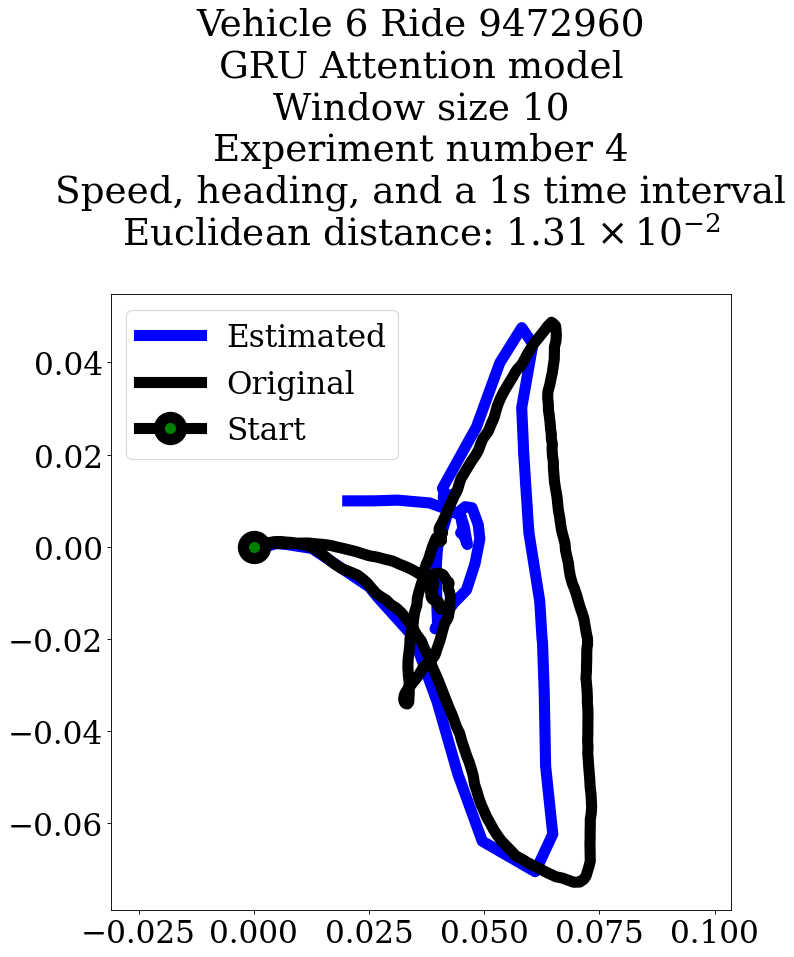 Vehicle 6 Ride 9472960
GRU Attention model
Window size 10
Experiment number 4
Speed, heading, and a 1s time interval
Euclidean distance: 1.31 × 10⁻²
Estimated
Original
Start
0.04
0.02
0.00
−0.02
−0.04
−0.06
−0.025 0.000 0.025 0.050 0.075 0.100